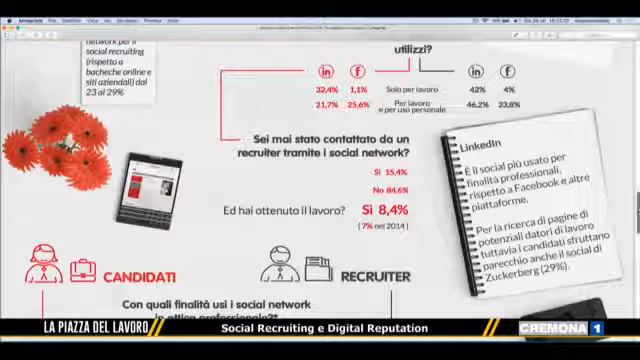 network per il
social recruiting
(rispetto a
bacheche online e
siti aziendali) dal
23 al 29%
utilizzi?
in f in f
32,4% 1,1% Solo per lavoro 42% 4%
21,7% 25,6% Per lavoro 46,2% 23,8%
e per uso personale
Sei mai stato contattato da un
recruiter tramite i social network?
Sì 15,4%
No 84,6%
Ed hai ottenuto il lavoro? Sì 8,4%
(7% nel 2014)
LinkedIn
È il social più usato per
finalità professionali,
rispetto a Facebook e altre
piattaforme.
Per la ricerca di pagine di
potenziali datori di lavoro
tuttavia i candidati sfruttano
parecchio anche il social di
Zuckerberg (29%).
CANDIDATI
RECRUITER
Con quali finalità usi i social network
in ottica professionale?*
LA PIAZZA DEL LAVORO
Social Recruiting e Digital Reputation
CREMONA 1